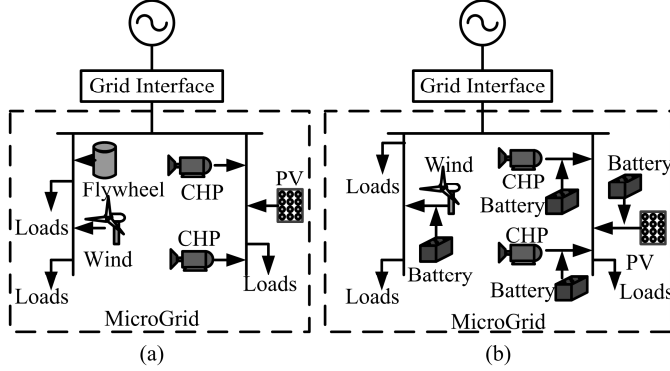 Grid Interface
Flywheel
Loads
Wind
Loads
CHP
CHP
PV
Loads
MicroGrid
(a)
Grid Interface
Loads
Wind
Battery
Loads
CHP
Battery
CHP
Battery
Battery
PV
Loads
MicroGrid
(b)